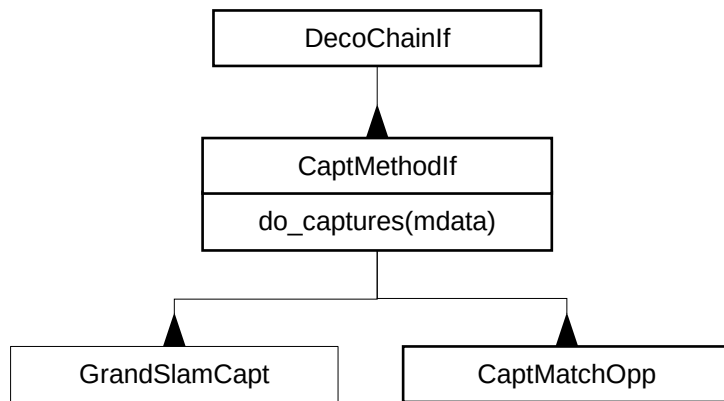 DecoChainIf
CaptMethodIf
do_captures(mdata)
GrandSlamCapt
CaptMatchOpp